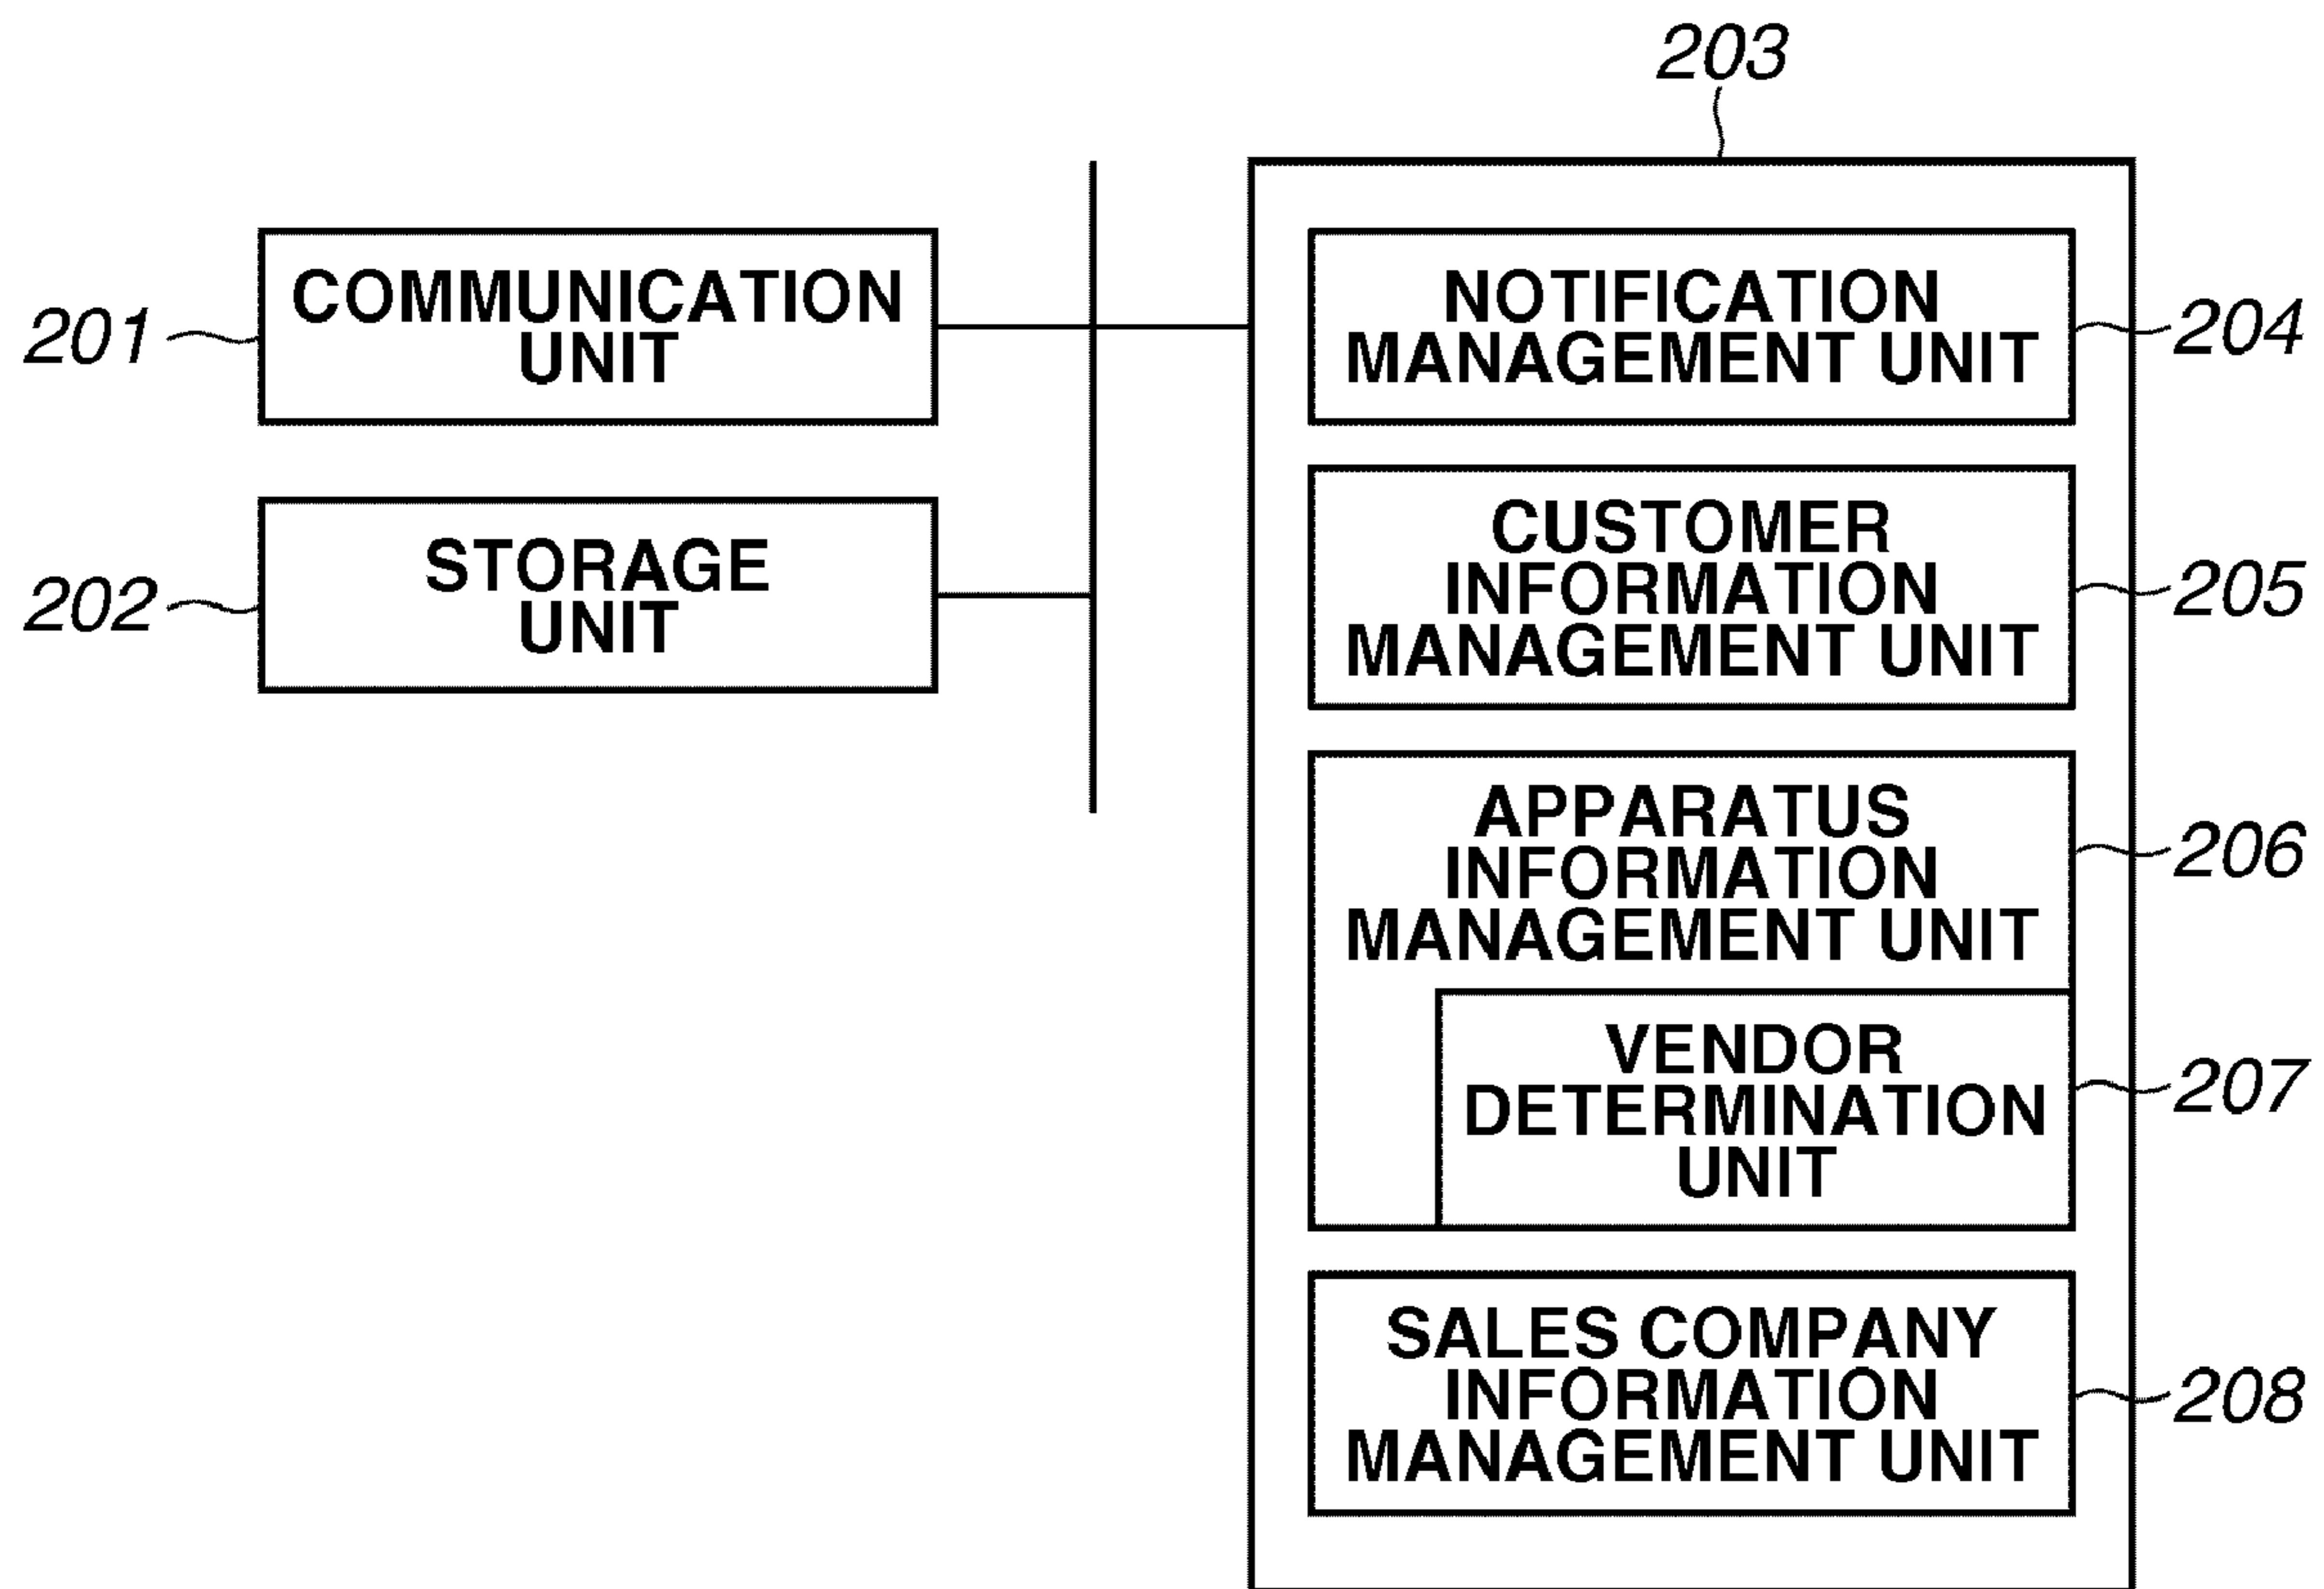 203
201
COMMUNICATION
UNIT
202
STORAGE
UNIT
NOTIFICATION
MANAGEMENT UNIT
204
CUSTOMER
INFORMATION
MANAGEMENT UNIT
205
APPARATUS
INFORMATION
MANAGEMENT UNIT
206
VENDOR
DETERMINATION
UNIT
207
SALES COMPANY
INFORMATION
MANAGEMENT UNIT
208